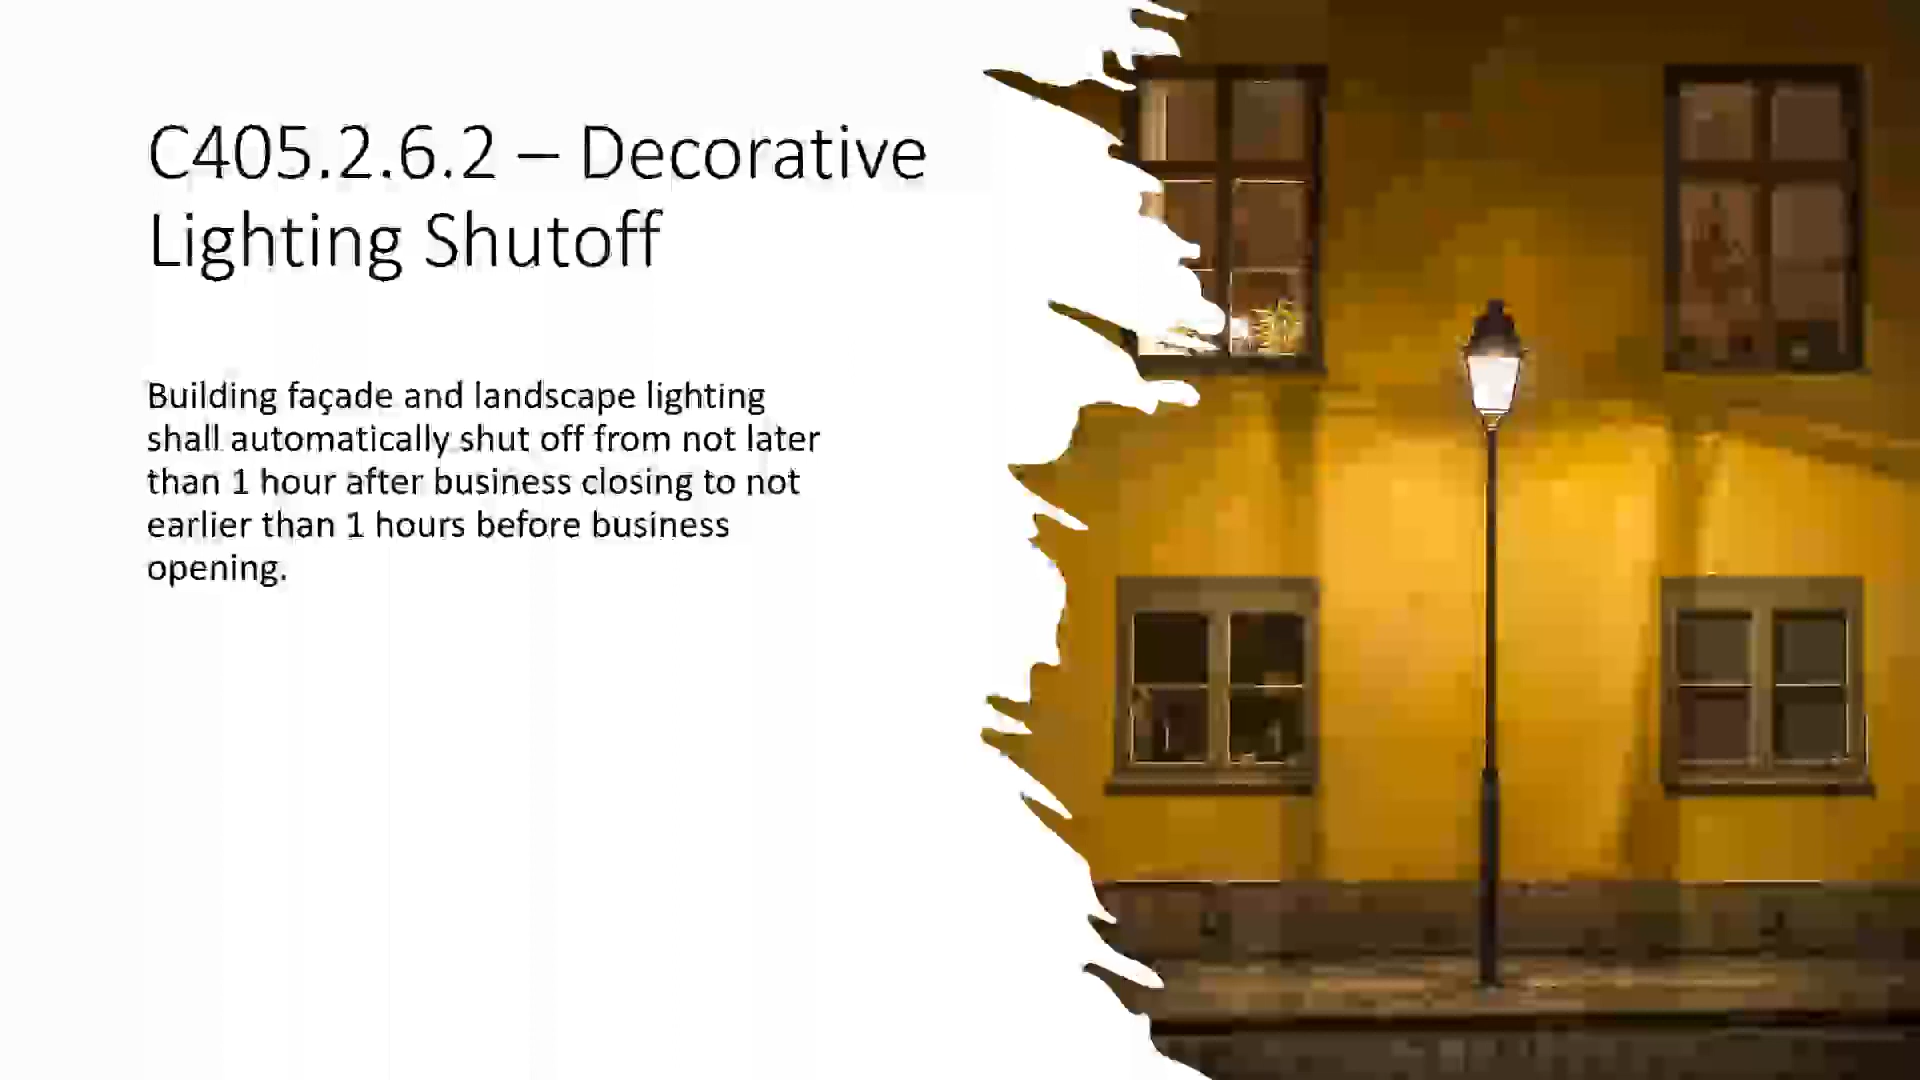 C405.2.6.2 – Decorative
Lighting Shutoff
Building façade and landscape lighting
shall automatically shut off from not later
than 1 hour after business closing to not
earlier than 1 hours before business
opening.